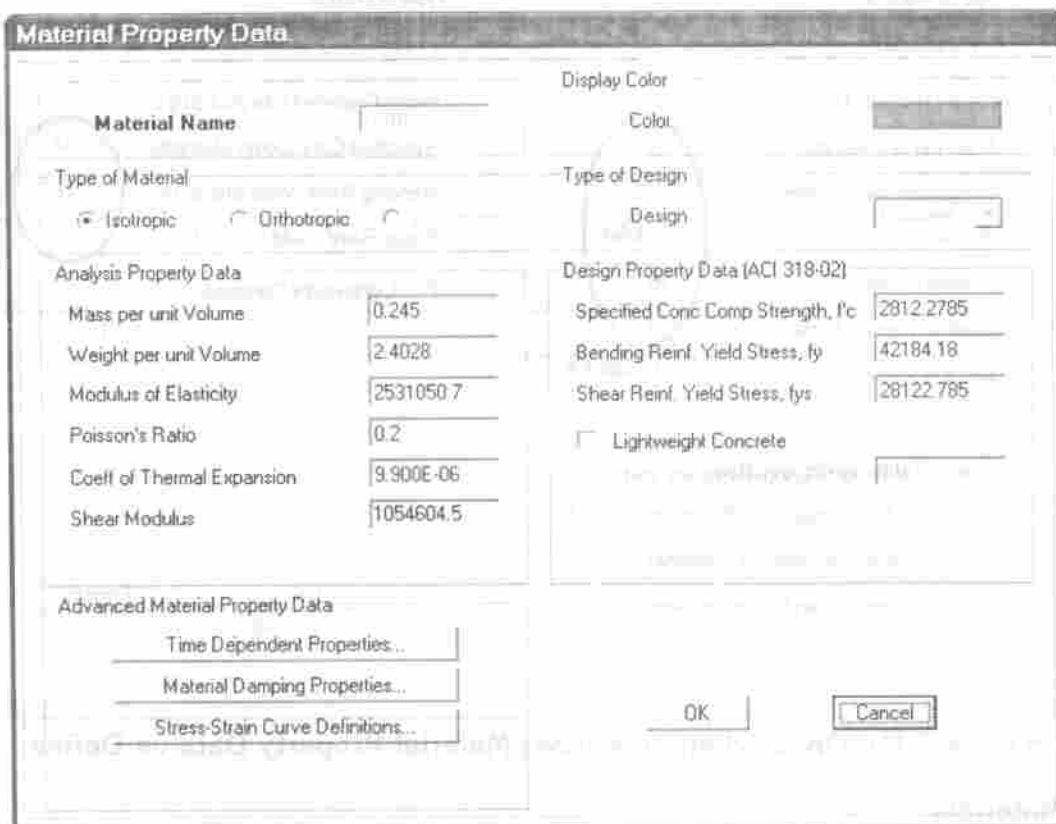 Material Property Data
Display Color
Material Name
Color
Type of Material
Type of Design
Isotropic
Orthotropic
Design
Analysis Property Data
Design Property Data (ACI 318-02)
Mass per unit Volume 0.245
Specified Conc Comp Strength, f'c 2812.2785
Weight per unit Volume 2.4028
Bending Reinf. Yield Stress, fy 42184.18
Modulus of Elasticity 2531050.7
Shear Reinf. Yield Stress, fys 28122.785
Poisson's Ratio 0.2
Lightweight Concrete
Coeff of Thermal Expansion 9.900E-06
Shear Modulus 1054604.5
Advanced Material Property Data
Time Dependent Properties...
Material Damping Properties...
Stress-Strain Curve Definitions...
OK
Cancel